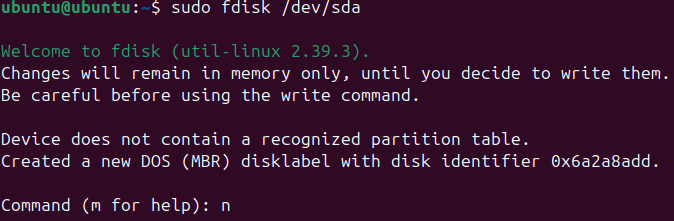 ubuntu@ubuntu:~$ sudo fdisk /dev/sda
Welcome to fdisk (util-linux 2.39.3).
Changes will remain in memory only, until you decide to write them.
Be careful before using the write command.
Device does not contain a recognized partition table.
Created a new DOS (MBR) disklabel with disk identifier 0x6a2a8add.
Command (m for help): n